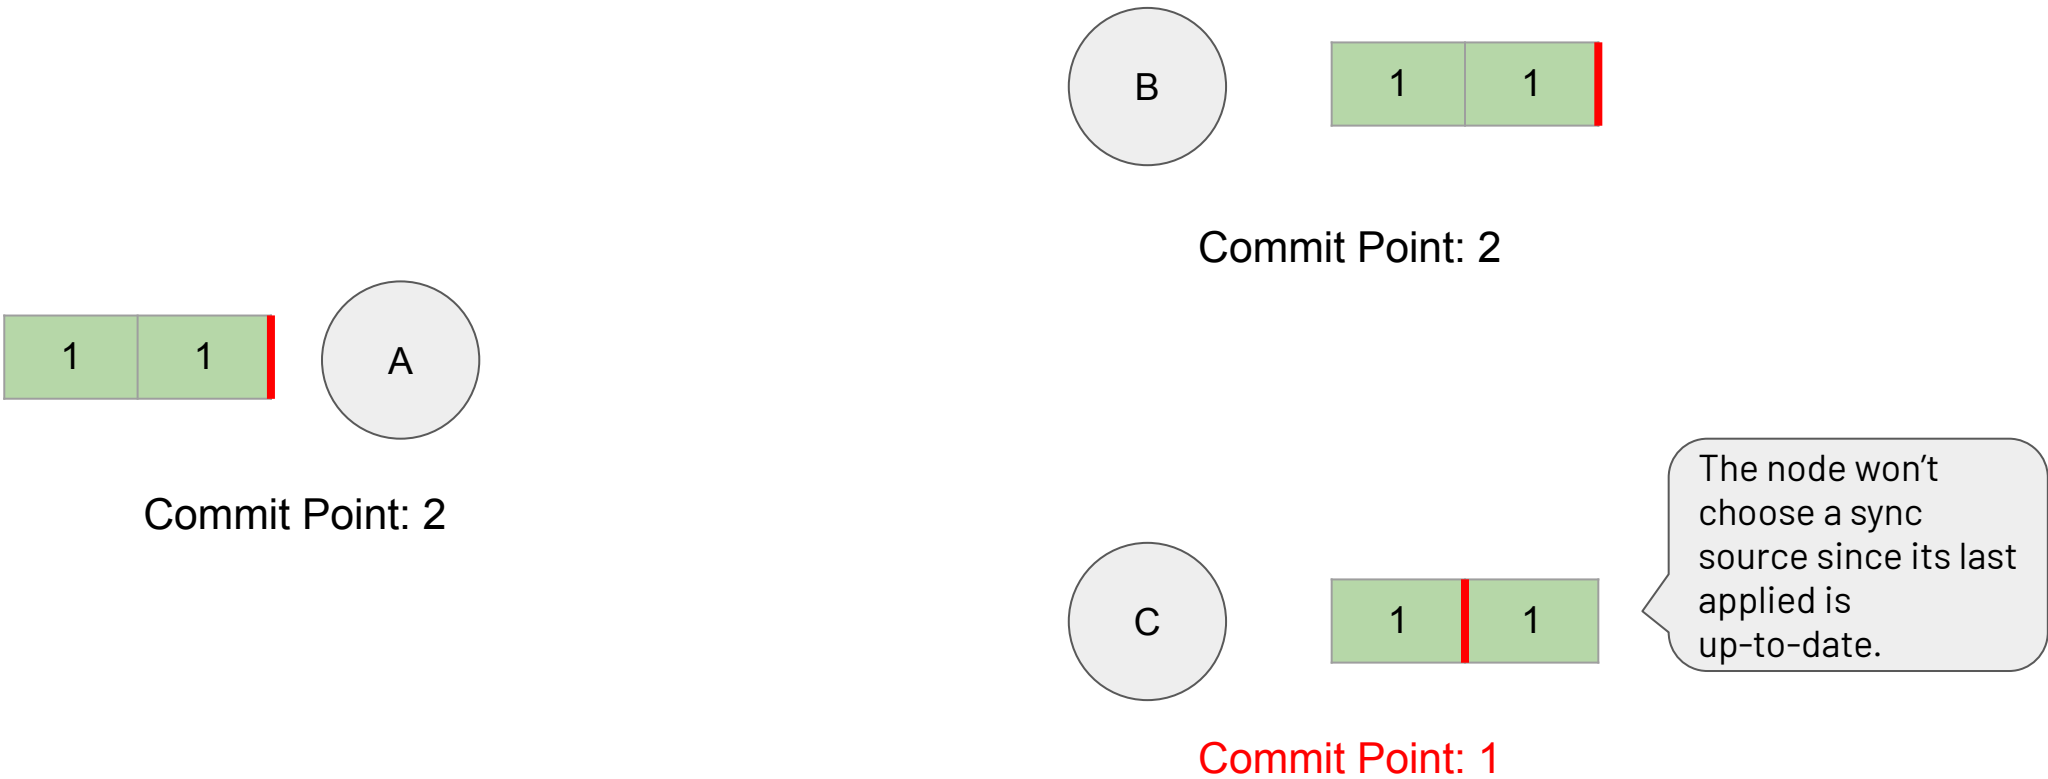 B
1 1
Commit Point: 2
1 1
A
Commit Point: 2
The node won't
choose a sync
source since its last
applied is
up-to-date.
C
1 1
Commit Point: 1